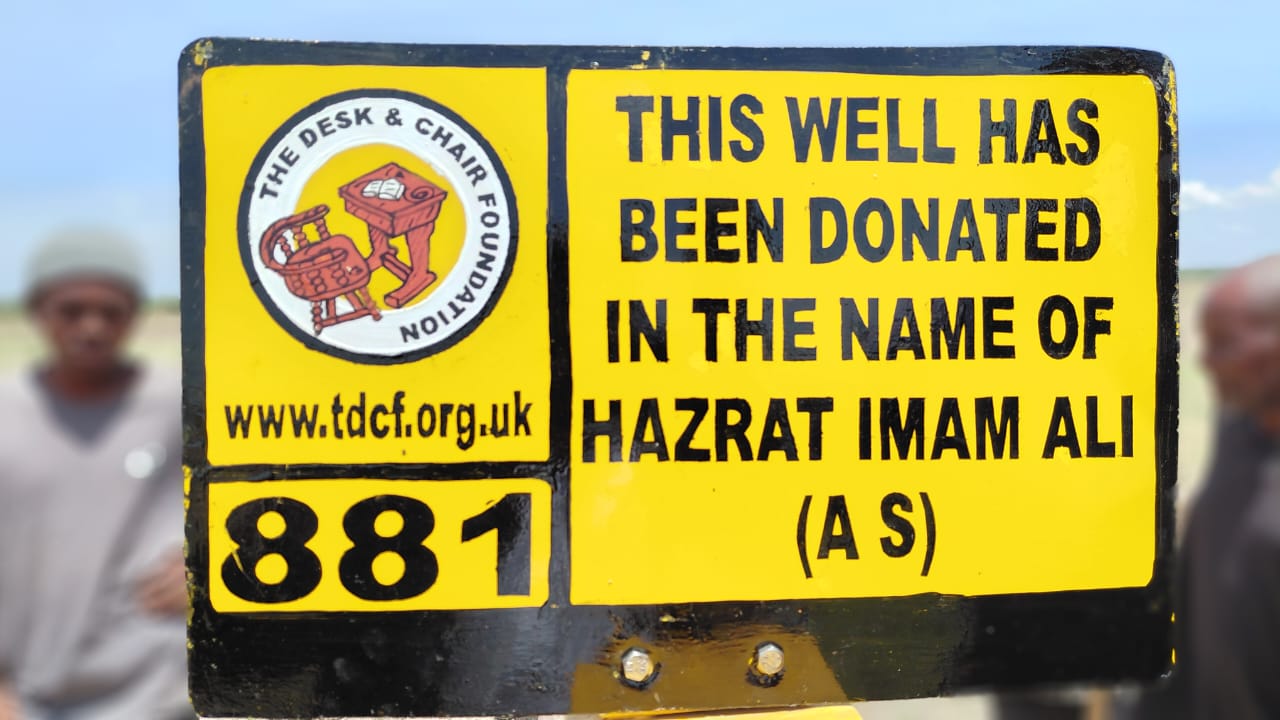 THE DESK & CHAIR FOUNDATION
www.tdcf.org.uk
881
THIS WELL HAS
BEEN DONATED
IN THE NAME OF
HAZRAT IMAM ALI
(A S)